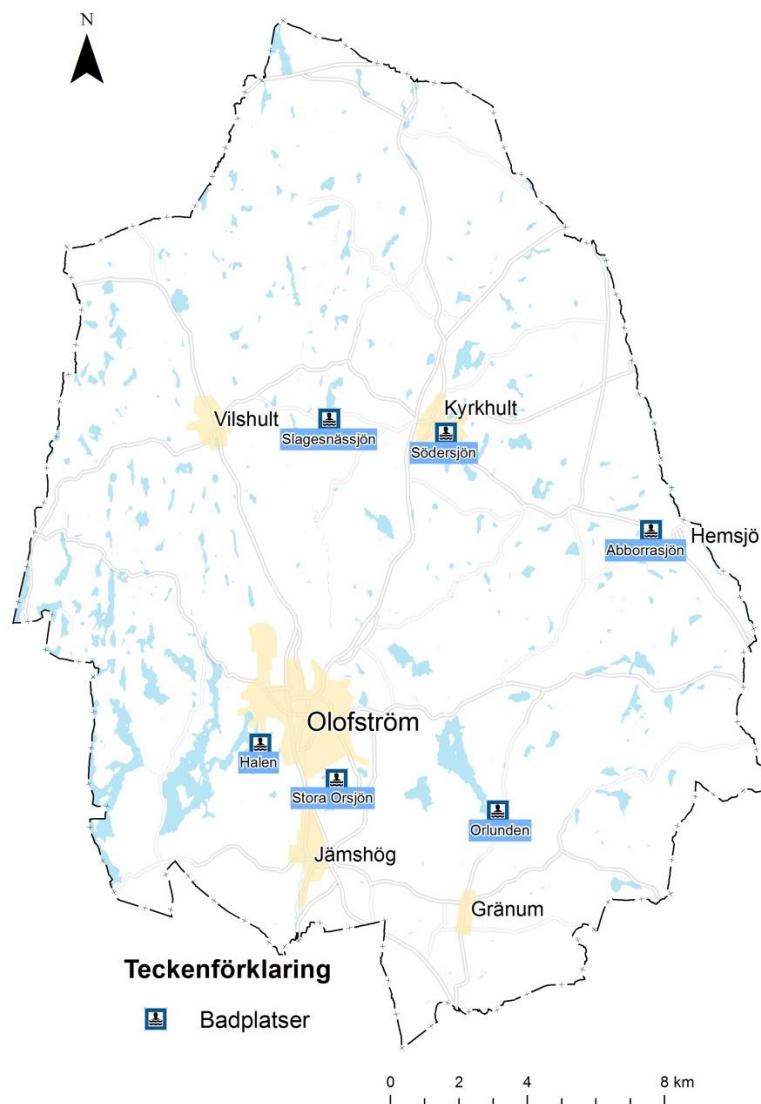 N
Vilshult
Slagesnässjön
Kyrkhult
Södersjön
Hemsjö
Abborrasjön
Olofström
Halen
Stora Orsjön
Orlunden
Jämshög
Gränum
Teckenförklaring
Badplatser
0 2 4 8 km